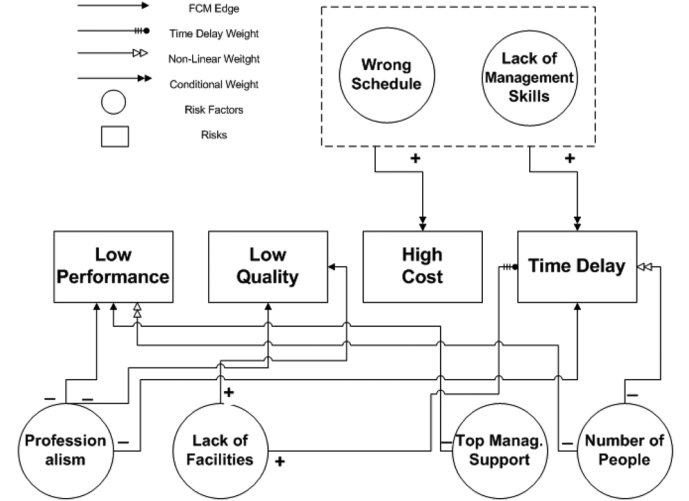 FCM Edge
Time Delay Weight
Non-Linear Weitght
Conditional Weight
Risk Factors
Risks
Wrong
Schedule
Lack of
Management
Skills
+
+
Low
Performance
Low
Quality
High
Cost
Time Delay
–
–
+
–
–
+
–
–
Profession
alism
Lack of
Facilities
Top Manag.
Support
Number of
People